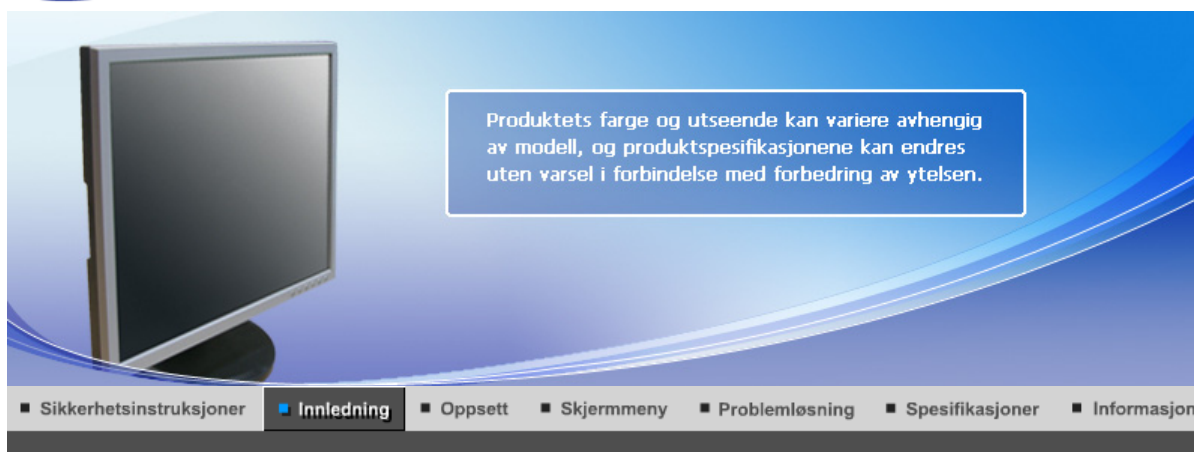 Produktets farge og utseende kan variere avhengig
av modell, og produktspesifikasjonene kan endres
uten varsel i forbindelse med forbedring av ytelsen.
Sikkerhetsinstruksjoner Innledning Oppsett Skjermmeny Problemløsning Spesifikasjoner Informasjon